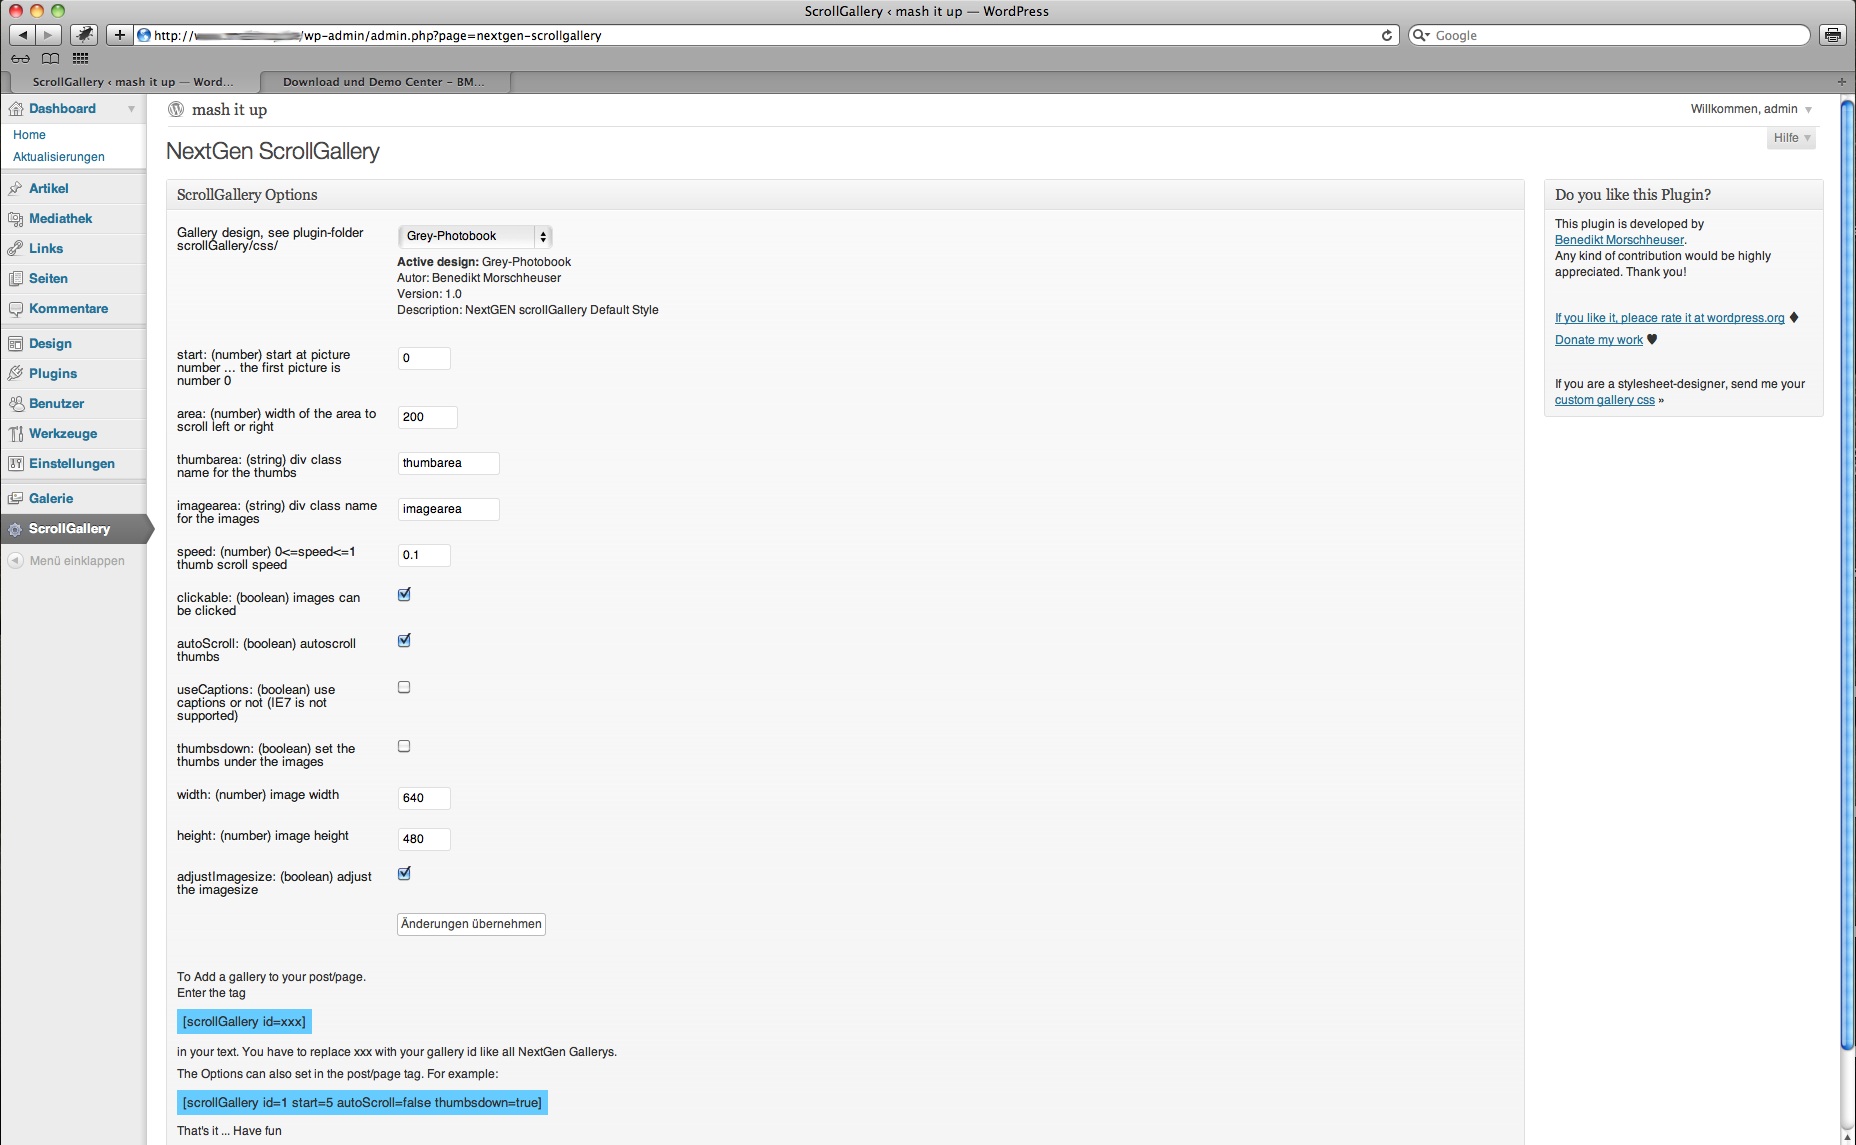 ScrollGallery ‹ mash it up — WordPress
http:// /wp-admin/admin.php?page=nextgen-scrollgallery
Google
ScrollGallery ‹ mash it up — Word...
Download und Demo Center – BM...
Dashboard
Home
Aktualisierungen
Artikel
Mediathek
Links
Seiten
Kommentare
Design
Plugins
Benutzer
Werkzeuge
Einstellungen
Galerie
ScrollGallery
Menü einklappen
mash it up
Willkommen, admin
Hilfe
NextGen ScrollGallery
ScrollGallery Options
Gallery design, see plugin-folder
scrollGallery/css/
Grey-Photobook
Active design: Grey-Photobook
Autor: Benedikt Morschheuser
Version: 1.0
Description: NextGEN scrollGallery Default Style
start: (number) start at picture
number ... the first picture is
number 0
0
area: (number) width of the area to
scroll left or right
200
thumbarea: (string) div class
name for the thumbs
thumbarea
imagearea: (string) div class name
for the images
imagearea
speed: (number) 0<=speed<=1
thumb scroll speed
0.1
clickable: (boolean) images can
be clicked
autoScroll: (boolean) autoscroll
thumbs
useCaptions: (boolean) use
captions or not (IE7 is not
supported)
thumbsdown: (boolean) set the
thumbs under the images
width: (number) image width
640
height: (number) image height
480
adjustImagesize: (boolean) adjust
the imagesize
Änderungen übernehmen
To Add a gallery to your post/page.
Enter the tag
[scrollGallery id=xxx]
in your text. You have to replace xxx with your gallery id like all NextGen Gallerys.
The Options can also set in the post/page tag. For example:
[scrollGallery id=1 start=5 autoScroll=false thumbsdown=true]
That's it ... Have fun
Do you like this Plugin?
This plugin is developed by
Benedikt Morschheuser.
Any kind of contribution would be highly
appreciated. Thank you!
If you like it, pleace rate it at wordpress.org ♦
Donate my work ♥
If you are a stylesheet-designer, send me your
custom gallery css »